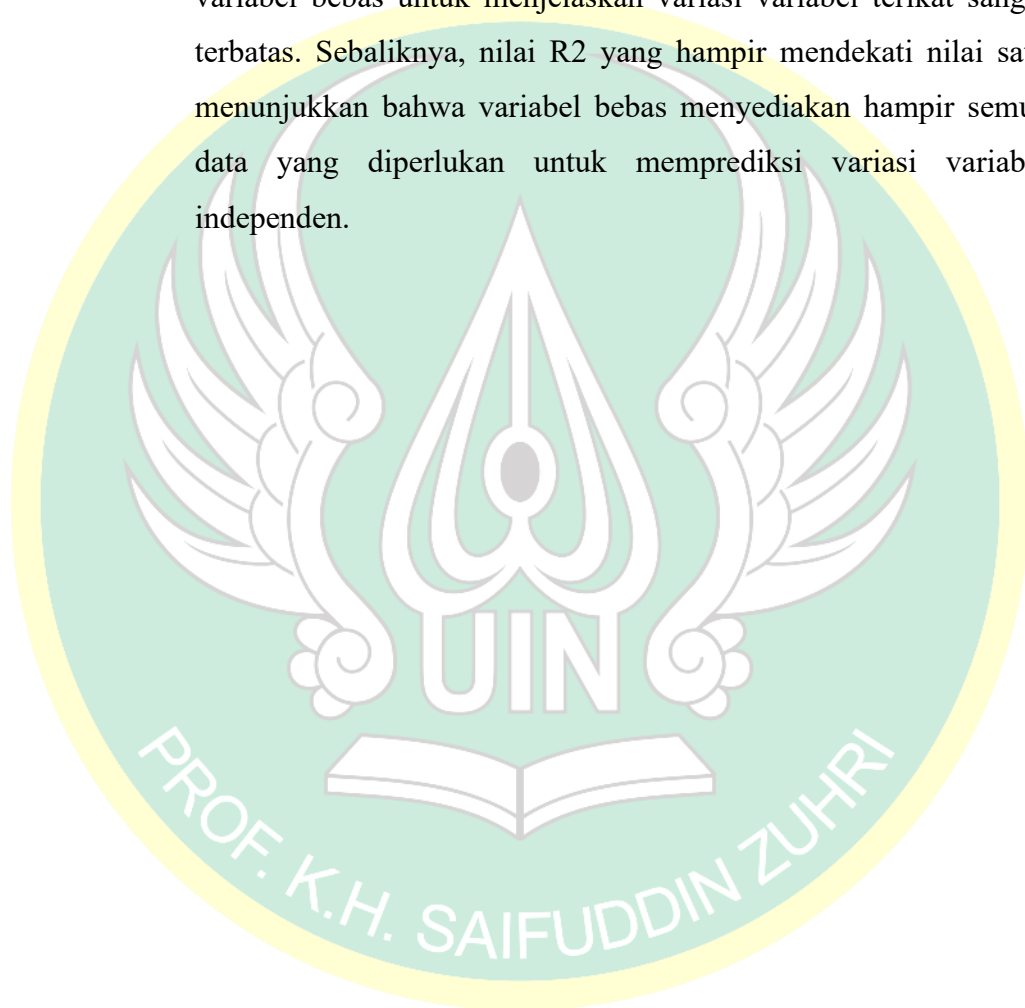 variabel bebas untuk menjelaskan variasi variabel terikat
terbatas. Sebaliknya, nilai R2 yang hampir mendekati nilai
menunjukkan bahwa variabel bebas menyediakan hampir
data yang diperlukan untuk memprediksi variasi
independen.
UIN
PROF. K.H. SAIFUDDIN ZUHRI